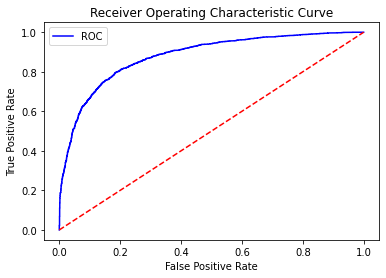 Receiver Operating Characteristic Curve
ROC
True Positive Rate
1.0
0.8
0.6
0.4
0.2
0.0
0.0 0.2 0.4 0.6 0.8 1.0
False Positive Rate